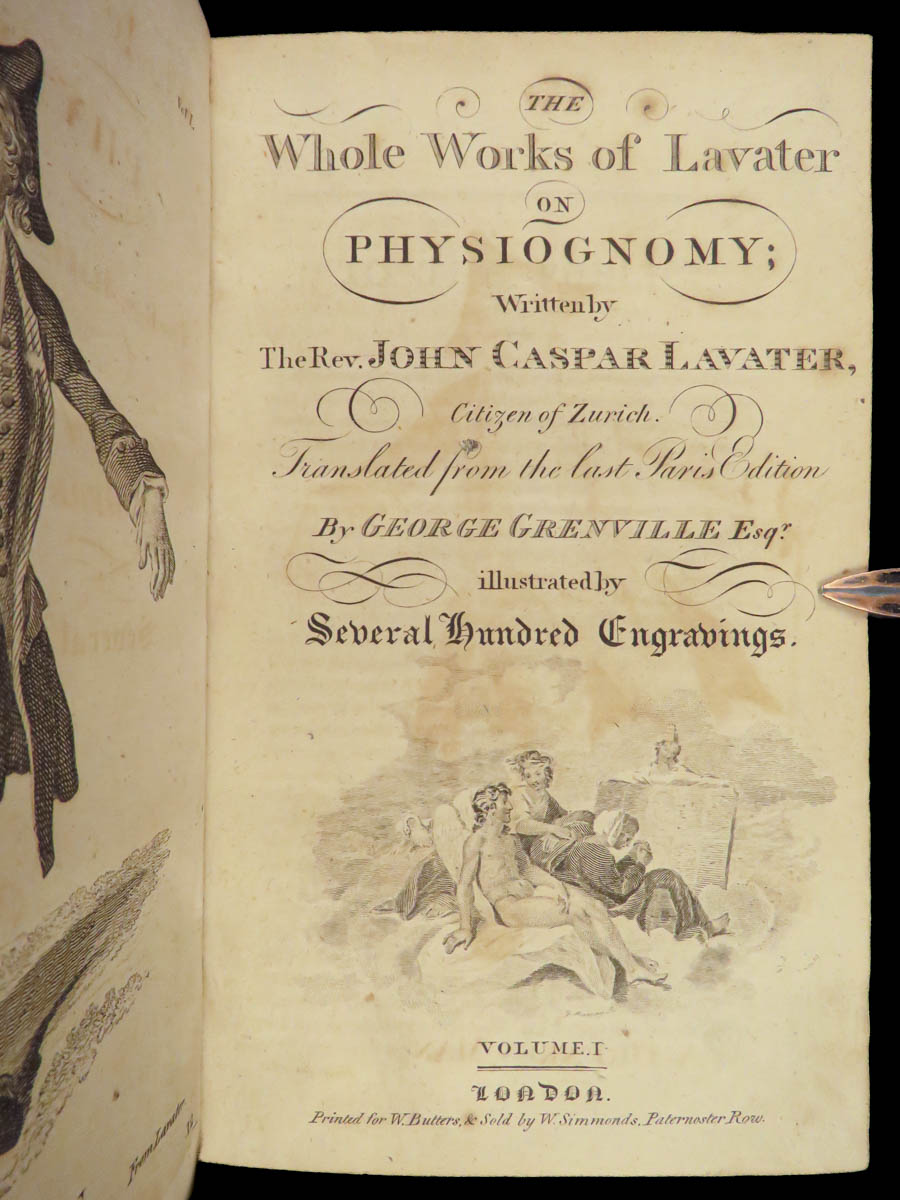 Vol I.
THE
Whole Works of Lavater
ON
PHYSIOGNOMY;
Written by
The Rev. JOHN CASPAR LAVATER,
Citizen of Zurich.
Translated from the last Paris Edition
By GEORGE GRENVILLE Esqr.
illustrated by
Several Hundred Engravings.
VOLUME.I
LONDON.
Printed for W. Butters, & Sold by W. Simmonds, Paternoster Row.